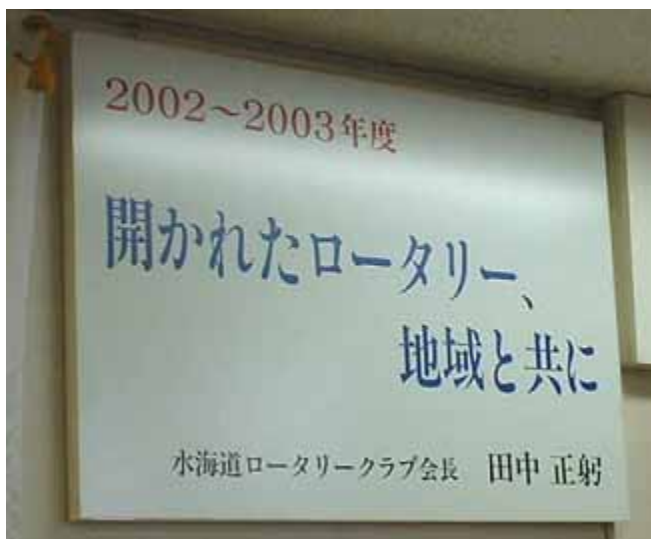 2002～2003年度
開かれたロータリー、
地域と共に
水海道ロータリークラブ会長 田中 正躬